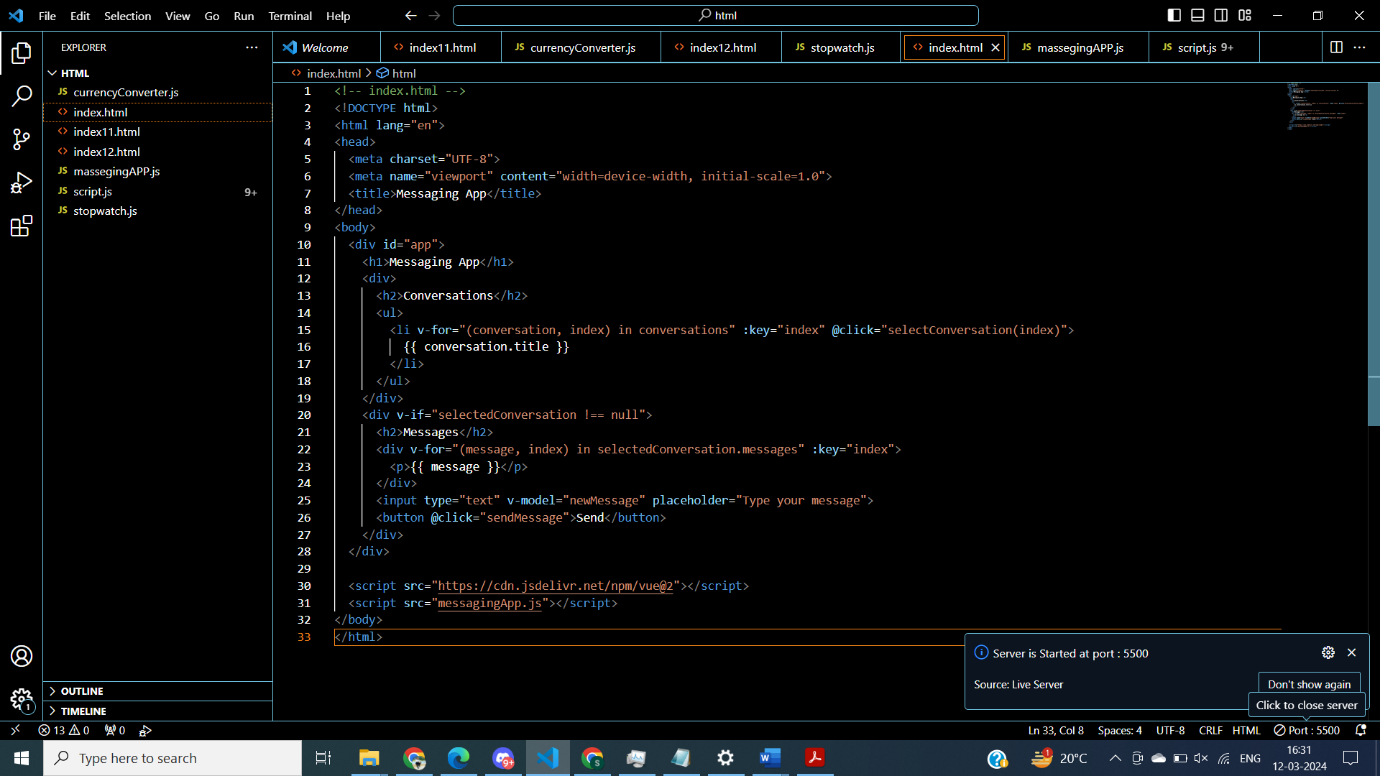 File Edit Selection View Go Run Terminal Help
html
EXPLORER
HTML
JS currencyConverter.js
<> index.html
<> index11.html
<> index12.html
JS massegingAPP.js
JS script.js 9+
JS stopwatch.js
OUTLINE
TIMELINE
Welcome <> index11.html JS currencyConverter.js <> index12.html JS stopwatch.js <> index.html JS massegingAPP.js JS script.js 9+
<> index.html > html
1 <!-- index.html -->
2 <!DOCTYPE html>
3 <html lang="en">
4 <head>
5 <meta charset="UTF-8">
6 <meta name="viewport" content="width=device-width, initial-scale=1.0">
7 <title>Messaging App</title>
8 </head>
9 <body>
10 <div id="app">
11 <h1>Messaging App</h1>
12 <div>
13 <h2>Conversations</h2>
14 <ul>
15 <li v-for="(conversation, index) in conversations" :key="index" @click="selectConversation(index)">
16 {{ conversation.title }}
17 </li>
18 </ul>
19 </div>
20 <div v-if="selectedConversation !== null">
21 <h2>Messages</h2>
22 <div v-for="(message, index) in selectedConversation.messages" :key="index">
23 <p>{{ message }}</p>
24 </div>
25 <input type="text" v-model="newMessage" placeholder="Type your message">
26 <button @click="sendMessage">Send</button>
27 </div>
28 </div>
29
30 <script src="https://cdn.jsdelivr.net/npm/vue@2"></script>
31 <script src="messagingApp.js"></script>
32 </body>
33 </html>
Server is Started at port : 5500
Source: Live Server
Don't show again
Click to close server
1
13 0 0
Ln 33, Col 8 Spaces: 4 UTF-8 CRLF HTML Port : 5500
Type here to search
9+
S
1
20°C
ENG
16:31
12-03-2024